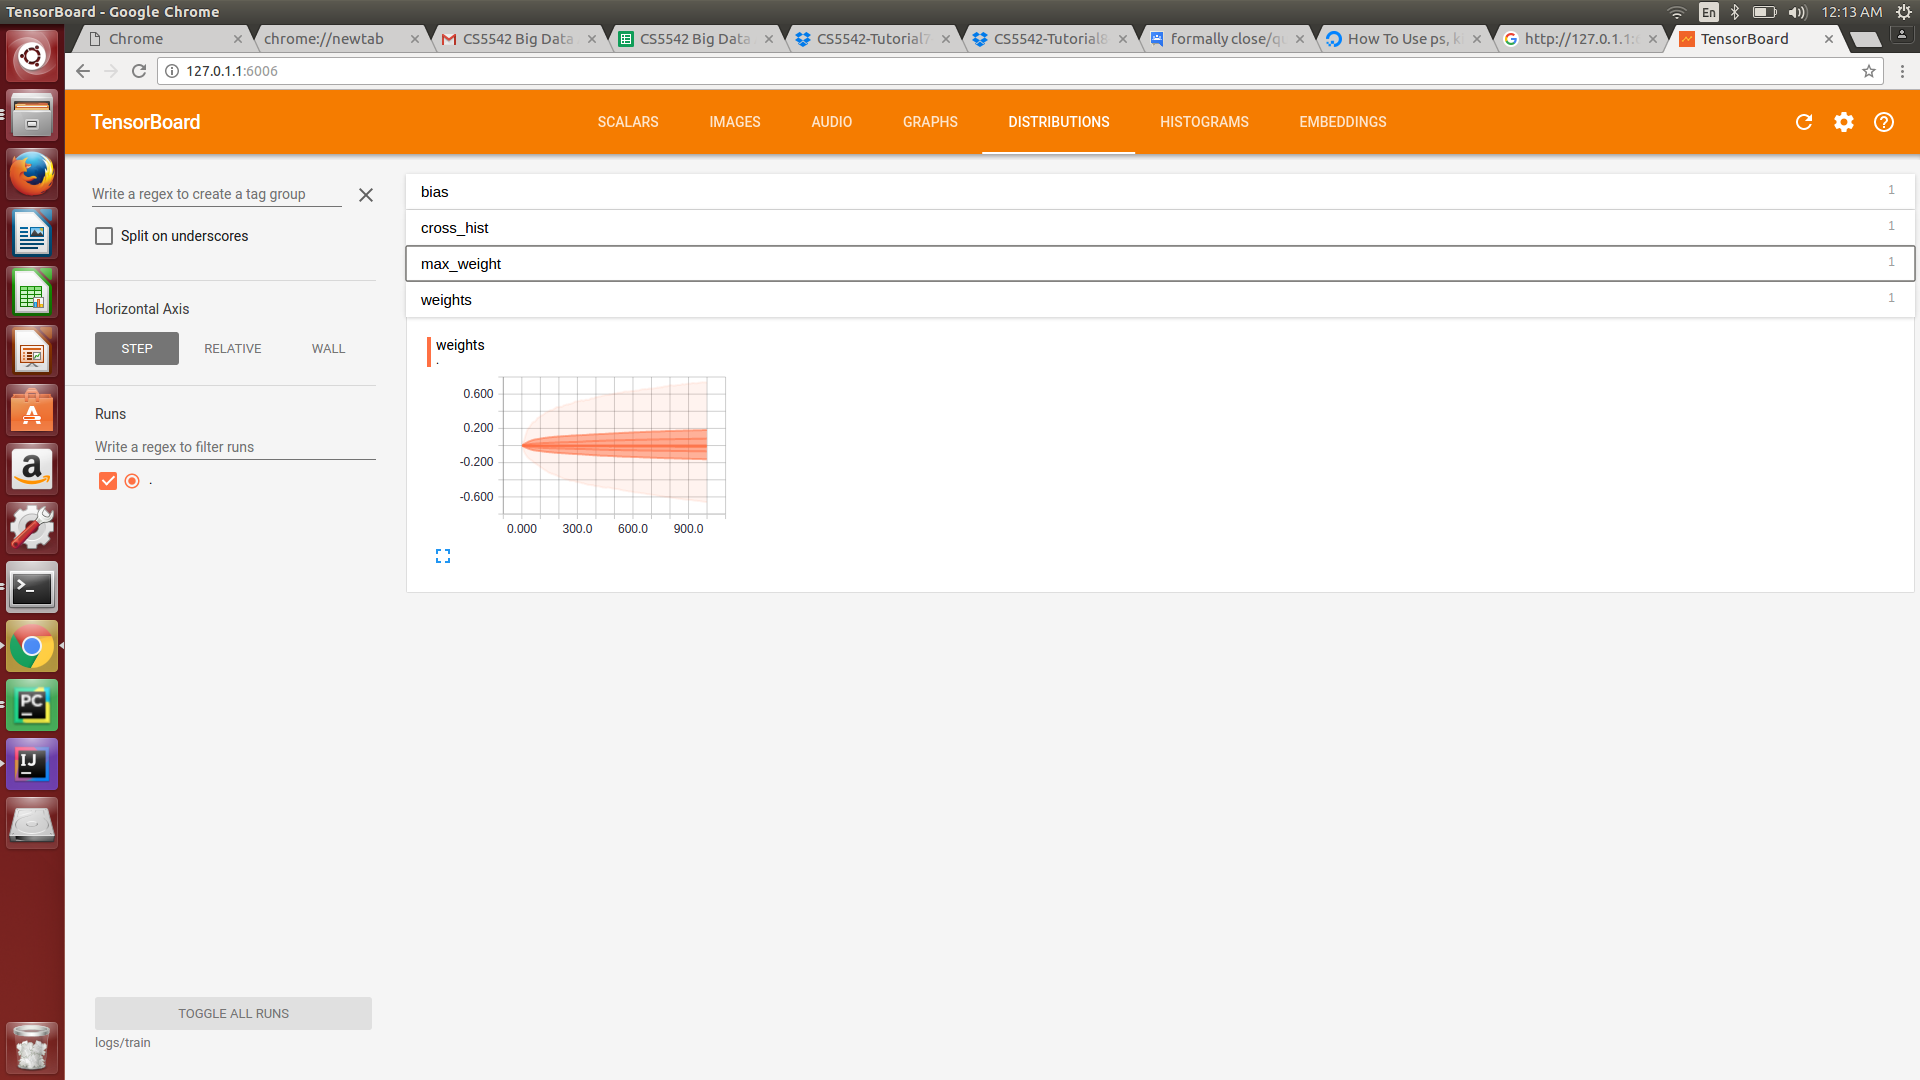 TensorBoard - Google Chrome
En
12:13 AM
Chrome
chrome://newtab
CS5542 Big Data
CS5542 Big Data
CS5542-Tutorial7
CS5542-Tutorial8
formally close/qu
How To Use ps, ki
http://127.0.1.1:
TensorBoard
127.0.1.1:6006
TensorBoard
SCALARS
IMAGES
AUDIO
GRAPHS
DISTRIBUTIONS
HISTOGRAMS
EMBEDDINGS
Write a regex to create a tag group
Split on underscores
Horizontal Axis
STEP
RELATIVE
WALL
Runs
Write a regex to filter runs
.
TOGGLE ALL RUNS
logs/train
bias
1
cross_hist
1
max_weight
1
weights
1
weights
.
0.600
0.200
-0.200
-0.600
0.000
300.0
600.0
900.0
PC
IJ